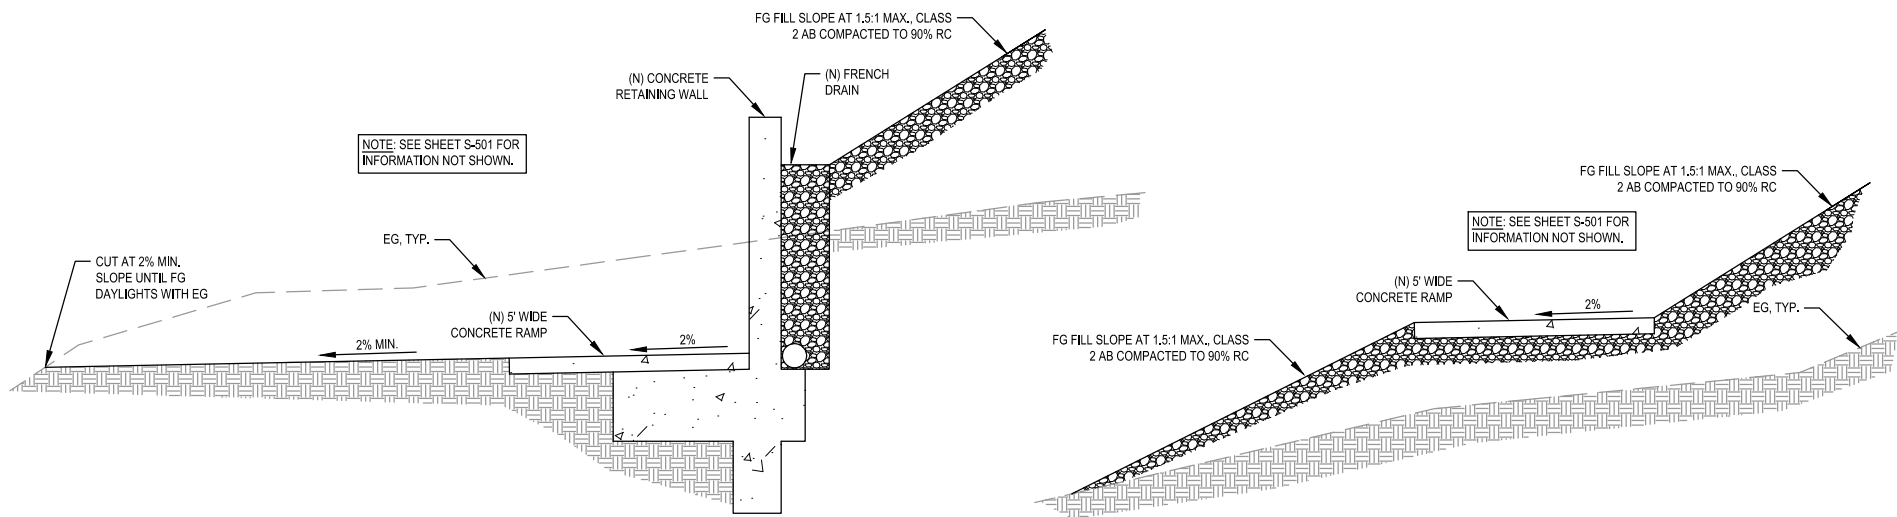 FG FILL SLOPE AT 1.5:1 MAX., CLASS
2 AB COMPACTED TO 90% RC
(N) CONCRETE
RETAINING WALL
(N) FRENCH
DRAIN
NOTE: SEE SHEET S-501 FOR
INFORMATION NOT SHOWN.
EG, TYP.
CUT AT 2% MIN.
SLOPE UNTIL FG
DAYLIGHTS WITH EG
(N) 5' WIDE
CONCRETE RAMP
2% MIN.
2%
FG FILL SLOPE AT 1.5:1 MAX., CLASS
2 AB COMPACTED TO 90% RC
NOTE: SEE SHEET S-501 FOR
INFORMATION NOT SHOWN.
(N) 5' WIDE
CONCRETE RAMP
2%
EG, TYP.
FG FILL SLOPE AT 1.5:1 MAX., CLASS
2 AB COMPACTED TO 90% RC